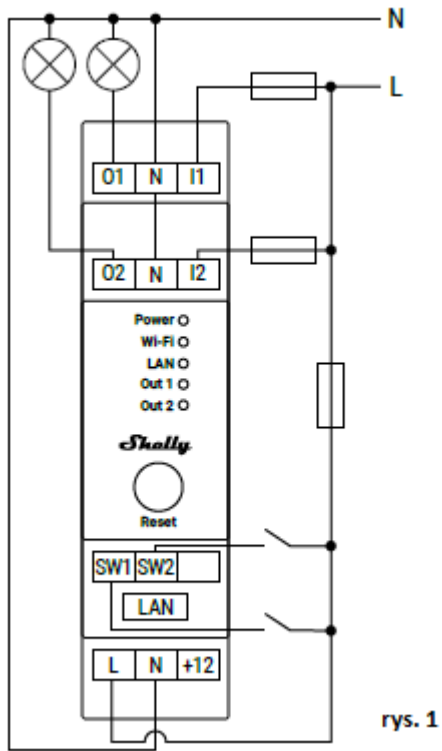 N
L
O1 N I1
O2 N I2
Power
Wi-Fi
LAN
Out 1
Out 2
Shelly
Reset
SW1 SW2
LAN
L N +12
rys. 1